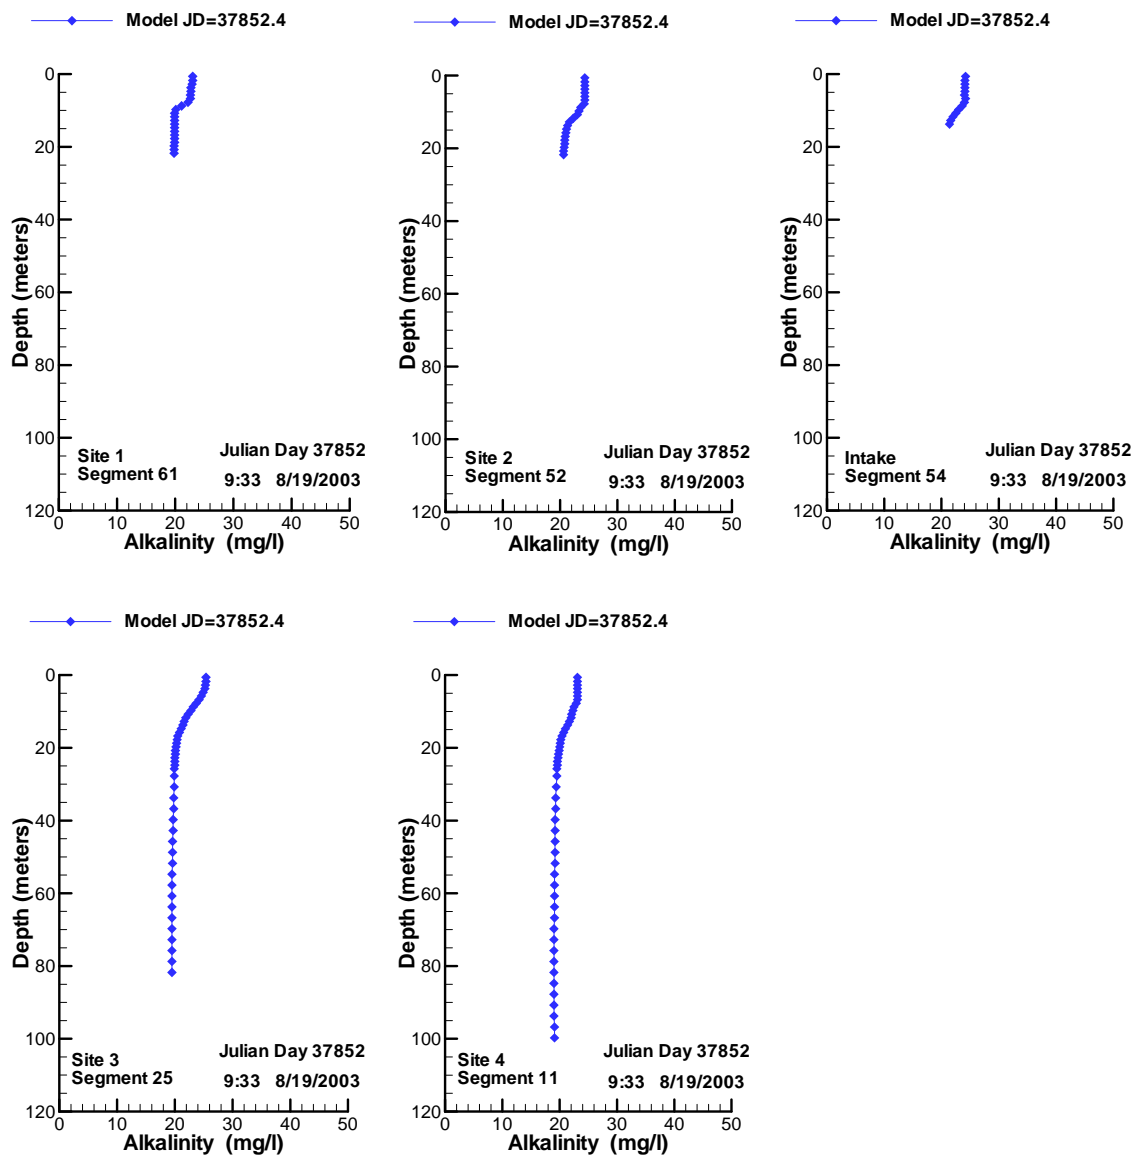 Model JD=37852.4
0
20
40
60
80
100
120
Depth (meters)
Site 1
Segment 61
Julian Day 37852
9:33 8/19/2003
0 10 20 30 40 50
Alkalinity (mg/l)
Model JD=37852.4
0
20
40
60
80
100
120
Depth (meters)
Site 2
Segment 52
Julian Day 37852
9:33 8/19/2003
0 10 20 30 40 50
Alkalinity (mg/l)
Model JD=37852.4
0
20
40
60
80
100
120
Depth (meters)
Intake
Segment 54
Julian Day 37852
9:33 8/19/2003
0 10 20 30 40 50
Alkalinity (mg/l)
Model JD=37852.4
0
20
40
60
80
100
120
Depth (meters)
Site 3
Segment 25
Julian Day 37852
9:33 8/19/2003
0 10 20 30 40 50
Alkalinity (mg/l)
Model JD=37852.4
0
20
40
60
80
100
120
Depth (meters)
Site 4
Segment 11
Julian Day 37852
9:33 8/19/2003
0 10 20 30 40 50
Alkalinity (mg/l)